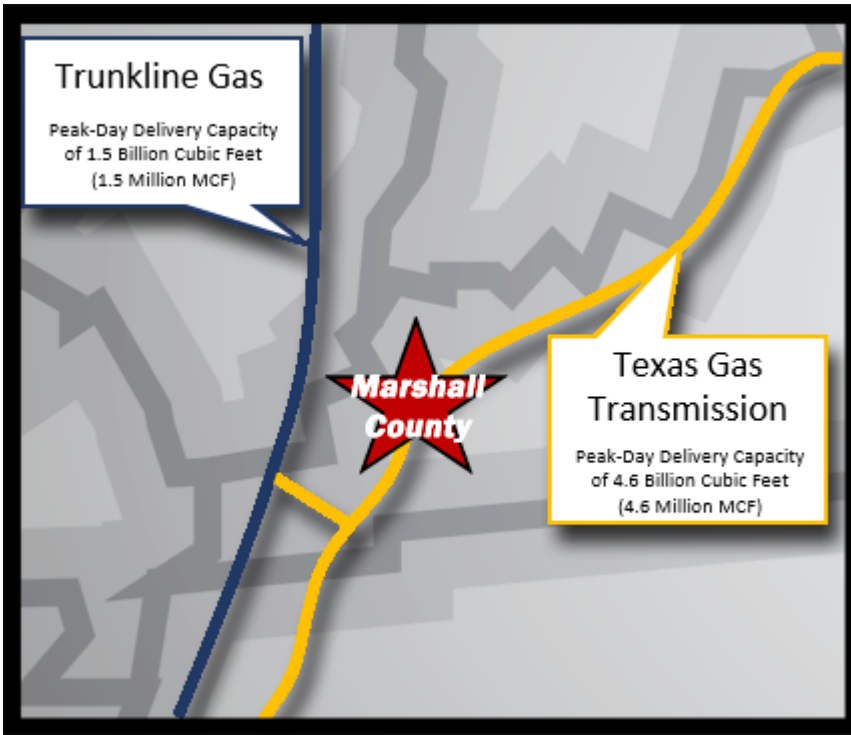 Trunkline Gas
Peak-Day Delivery Capacity
of 1.5 Billion Cubic Feet
(1.5 Million MCF)
Marshall
County
Texas Gas
Transmission
Peak-Day Delivery Capacity
of 4.6 Billion Cubic Feet
(4.6 Million MCF)